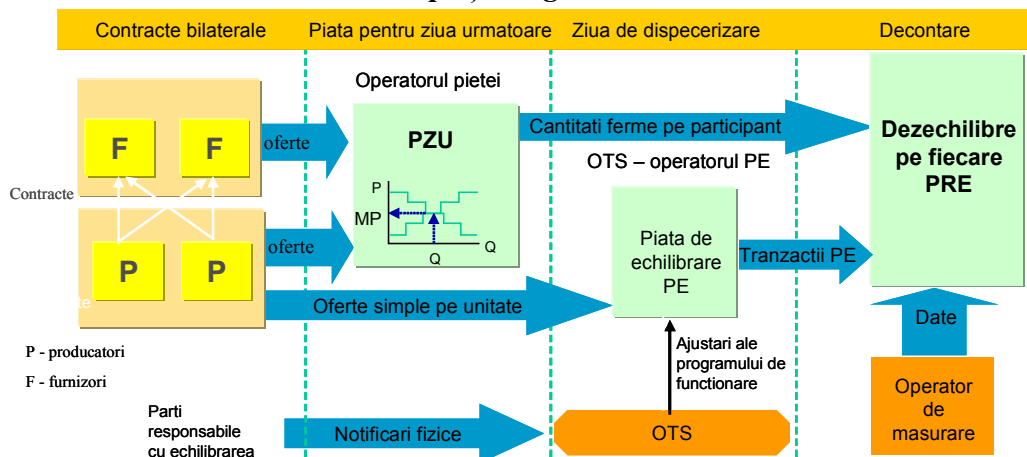 Contracte bilaterale
Piata pentru ziua urmatoare
Ziua de dispecerizare
Decontare
Operatorul pietei
F
F
oferte
PZU
P
MP
Q
Q
Cantitati ferme pe participant
OTS – operatorul PE
Dezechilibre
pe fiecare
PRE
Contracte
P
P
oferte
Piata de
echilibrare
PE
Tranzactii PE
te
Oferte simple pe unitate
Date
P - producatori
F - furnizori
Ajustari ale
programului de
functionare
Operator
de
masurare
Parti
responsabile
cu echilibrarea
Notificari fizice
OTS